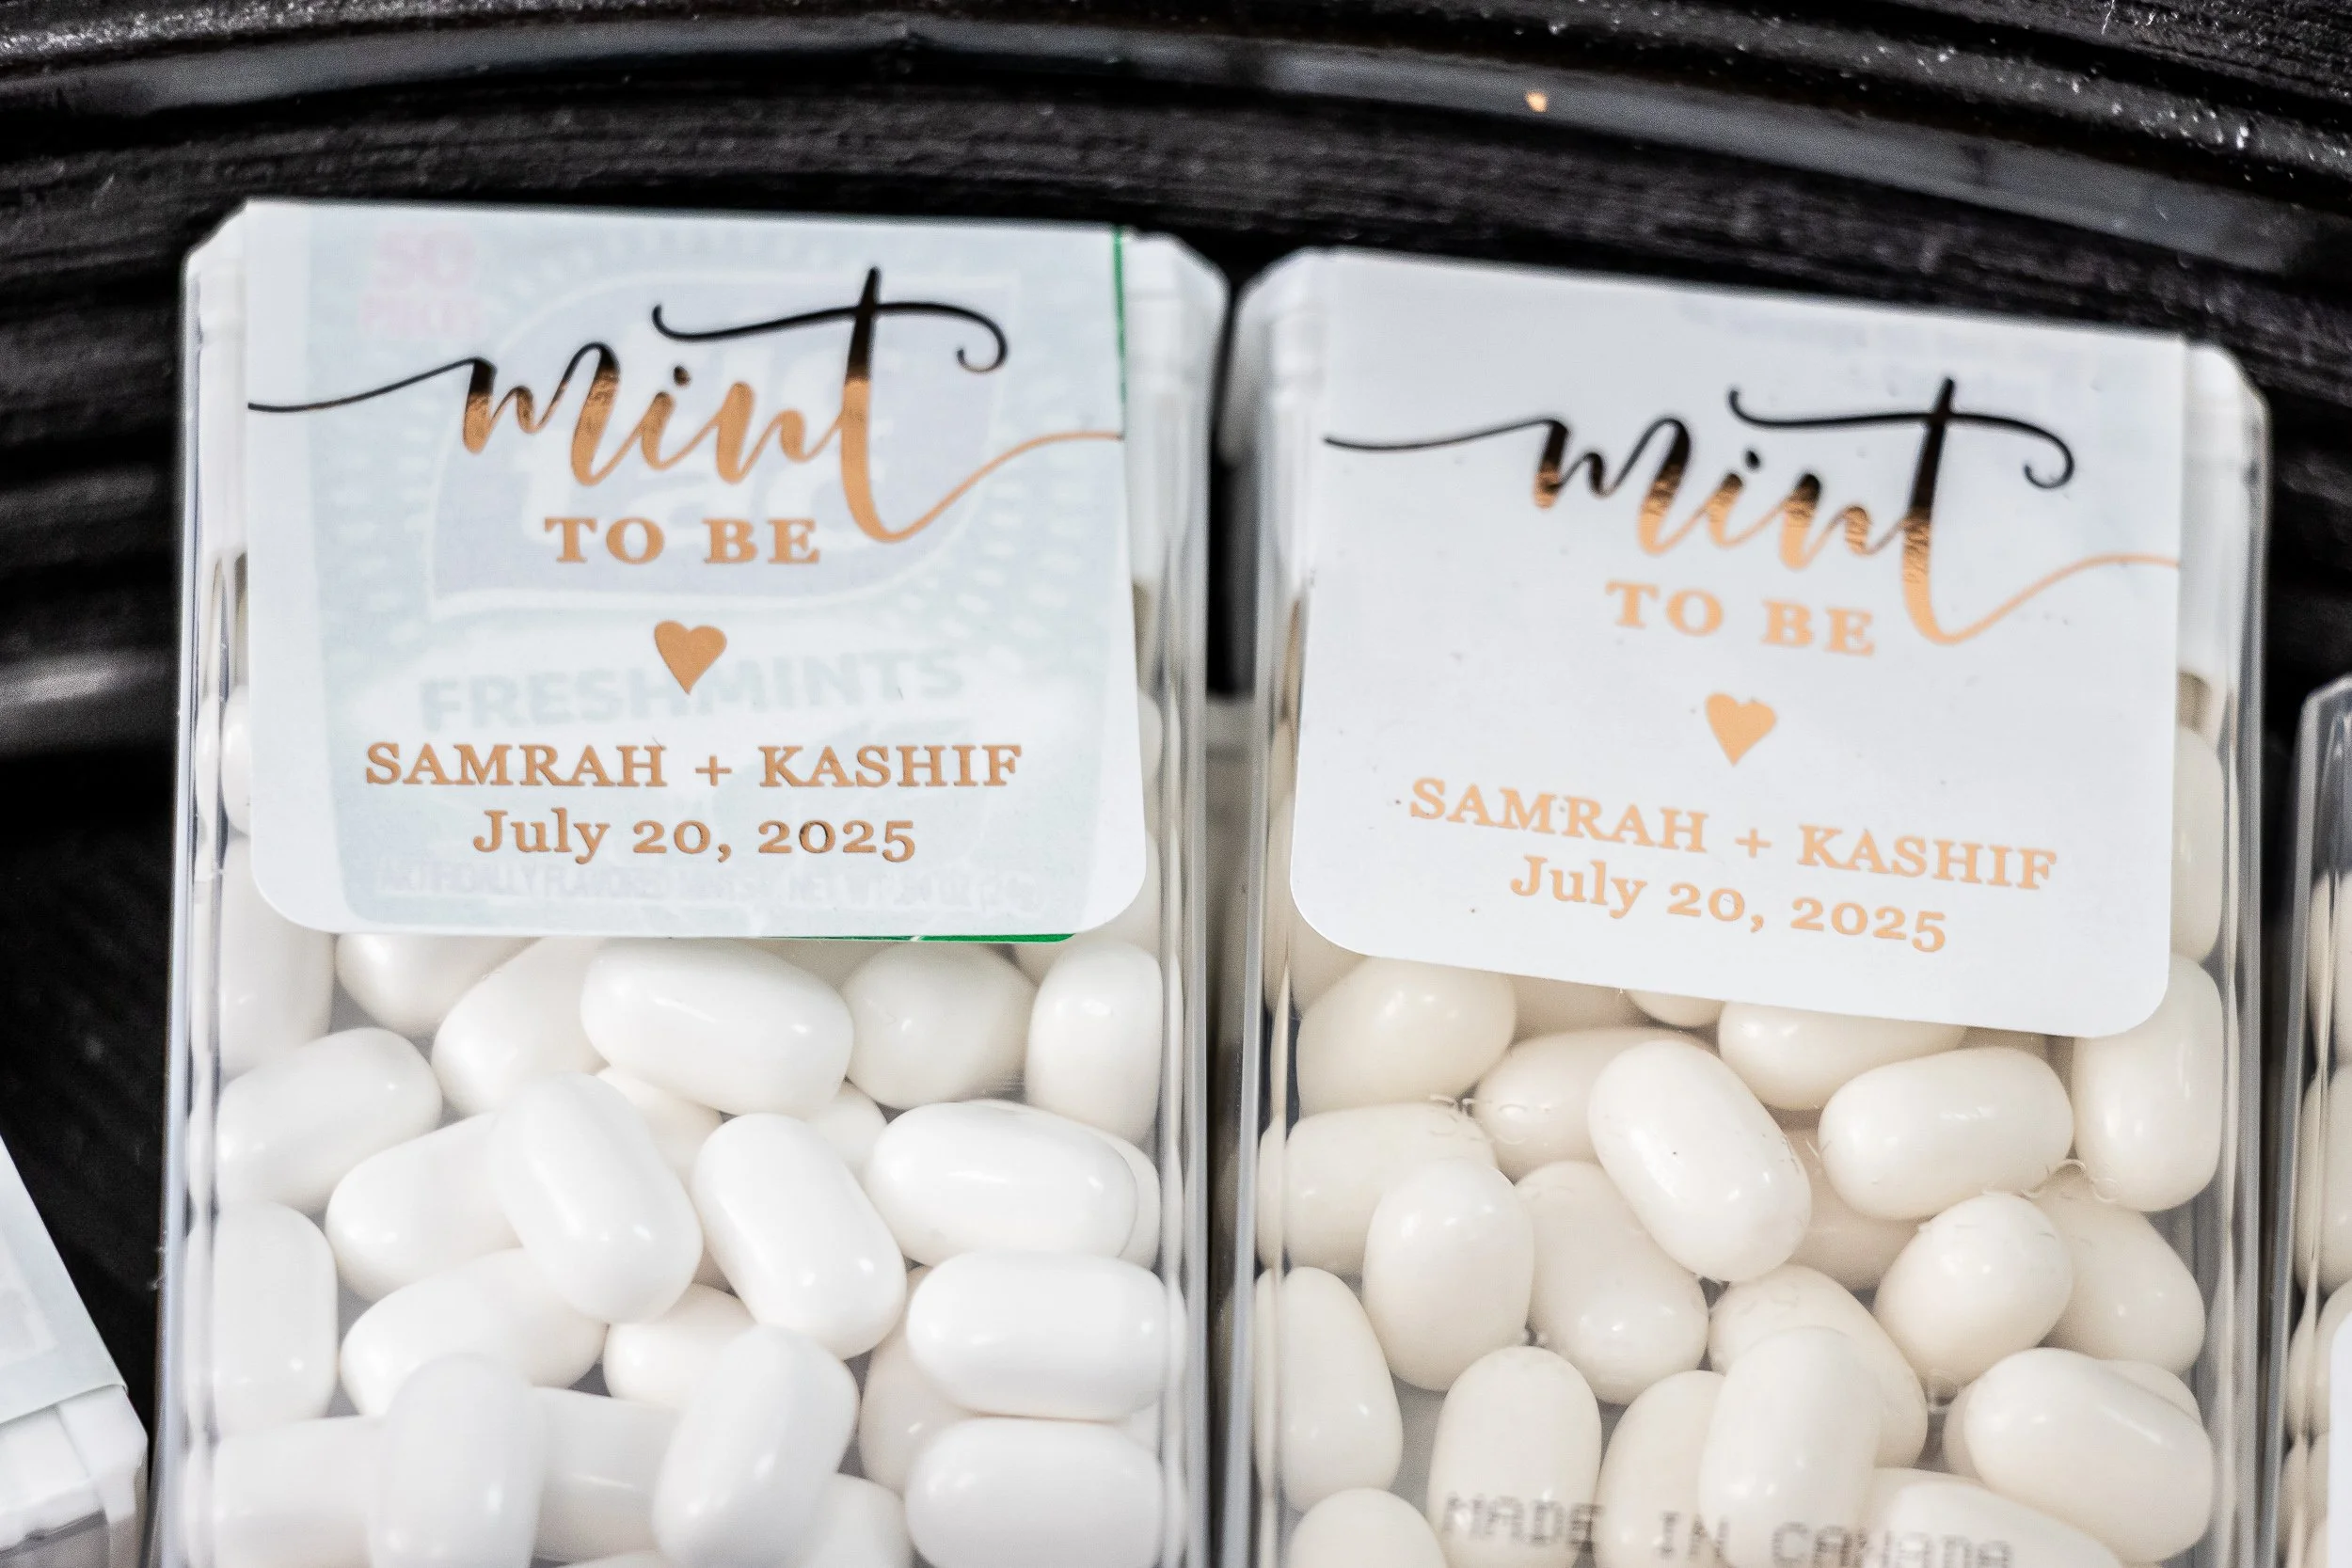 mint
TO BE
FRESHMINTS
SAMRAH + KASHIF
July 20, 2025
mint
TO BE
SAMRAH + KASHIF
July 20, 2025
MADE IN CANADA